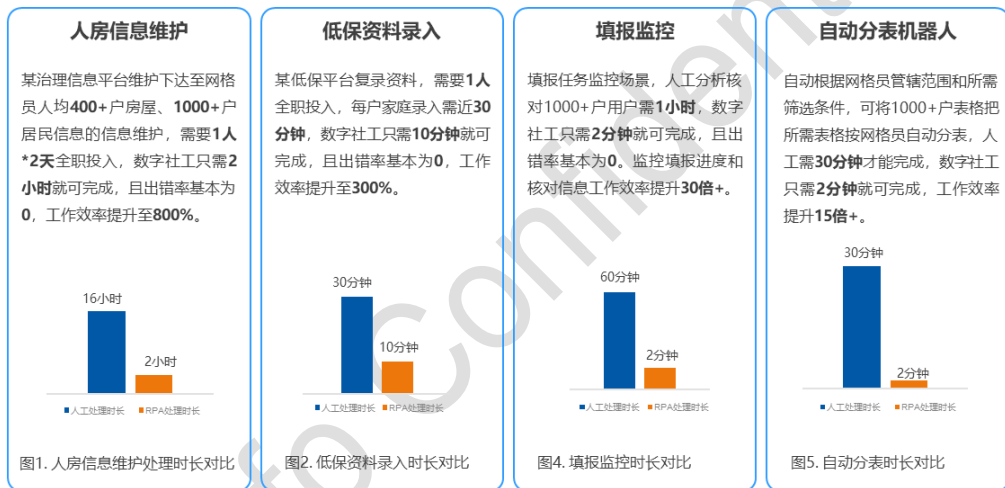 人房信息维护
某治理信息平台维护下达至网格
员人均400+户房屋、1000+户
居民信息的信息维护，需要1人
*2天全职投入，数字社工只需2
小时就可完成，且出错率基本为
0，工作效率提升至800%。
16小时
2小时
人工处理时长 RPA处理时长
图1. 人房信息维护处理时长对比
低保资料录入
某低保平台复录资料，需要1人
全职投入，每户家庭录入需近30
分钟，数字社工只需10分钟就可
完成，且出错率基本为0，工作
效率提升至300%。
30分钟
10分钟
人工处理时长 RPA处理时长
图2. 低保资料录入时长对比
填报监控
填报任务监控场景，人工分析核
对1000+户用户需1小时，数字
社工只需2分钟就可完成，且出
错率基本为0。监控填报进度和
核对信息工作效率提升30倍+。
60分钟
2分钟
人工处理时长 RPA处理时长
图4. 填报监控时长对比
自动分表机器人
自动根据网格员管辖范围和所需
筛选条件，可将1000+户表格把
所需表格按网格员自动分表，人
工需30分钟才能完成，数字社工
只需2分钟就可完成，工作效率
提升15倍+。
30分钟
2分钟
人工处理时长 RPA处理时长
图5. 自动分表时长对比
fo Confident